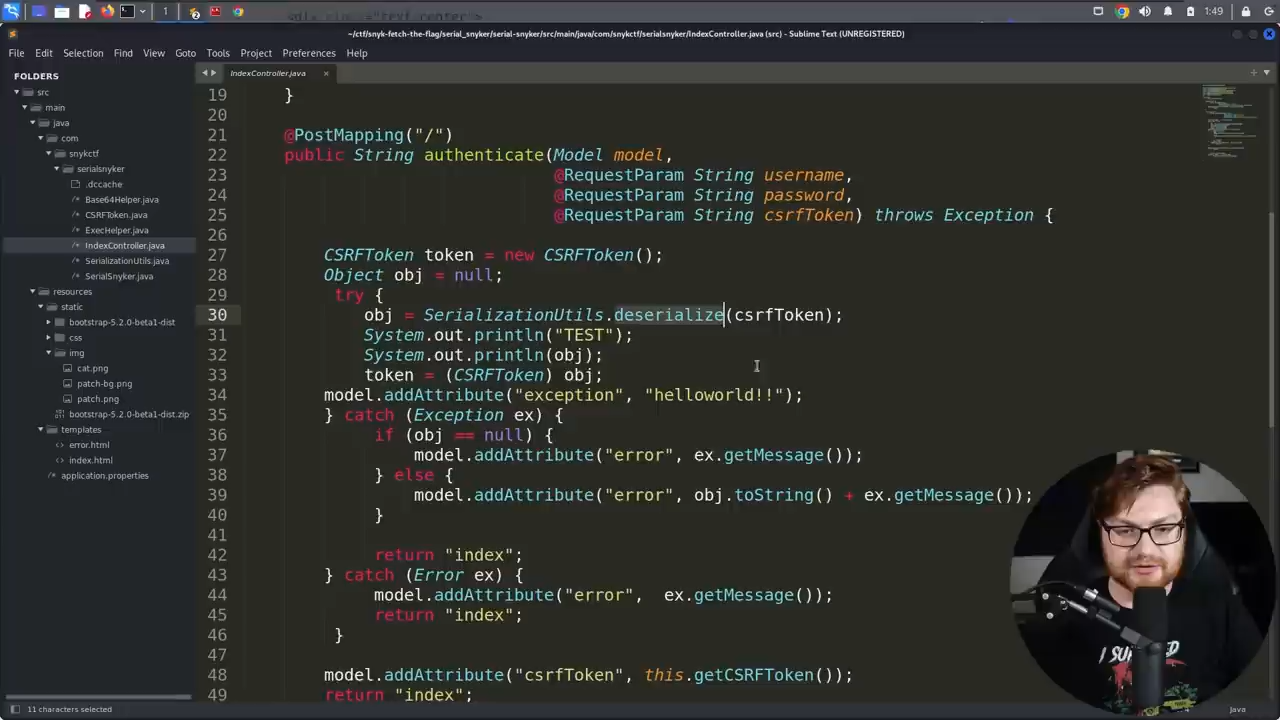 <div class="text-center">
1
1:49
~/ctf/snyk-fetch-the-flag/serial_snyker/serial-snyker/src/main/java/com/snykctf/serialsnyker/IndexController.java (src) - Sublime Text (UNREGISTERED)
File Edit Selection Find View Goto Tools Project Preferences Help
FOLDERS
src
main
java
com
snykctf
serialsnyker
.dccache
Base64Helper.java
CSRFToken.java
ExecHelper.java
IndexController.java
SerializationUtils.java
SerialSnyker.java
resources
static
bootstrap-5.2.0-beta1-dist
css
img
cat.png
patch-bg.png
patch.png
bootstrap-5.2.0-beta1-dist.zip
templates
error.html
index.html
application.properties
IndexController.java
19 }
20
21 @PostMapping("/")
22 public String authenticate(Model model,
23 @RequestParam String username,
24 @RequestParam String password,
25 @RequestParam String csrfToken) throws Exception {
26
27 CSRFToken token = new CSRFToken();
28 Object obj = null;
29 try {
30 obj = SerializationUtils.deserialize(csrfToken);
31 System.out.println("TEST");
32 System.out.println(obj);
33 token = (CSRFToken) obj;
34 model.addAttribute("exception", "helloworld!!");
35 } catch (Exception ex) {
36 if (obj == null) {
37 model.addAttribute("error", ex.getMessage());
38 } else {
39 model.addAttribute("error", obj.toString() + ex.getMessage());
40 }
41
42 return "index";
43 } catch (Error ex) {
44 model.addAttribute("error", ex.getMessage());
45 return "index";
46 }
47
48 model.addAttribute("csrfToken", this.getCSRFToken());
49 return "index";
I SU
11 characters selected
Java